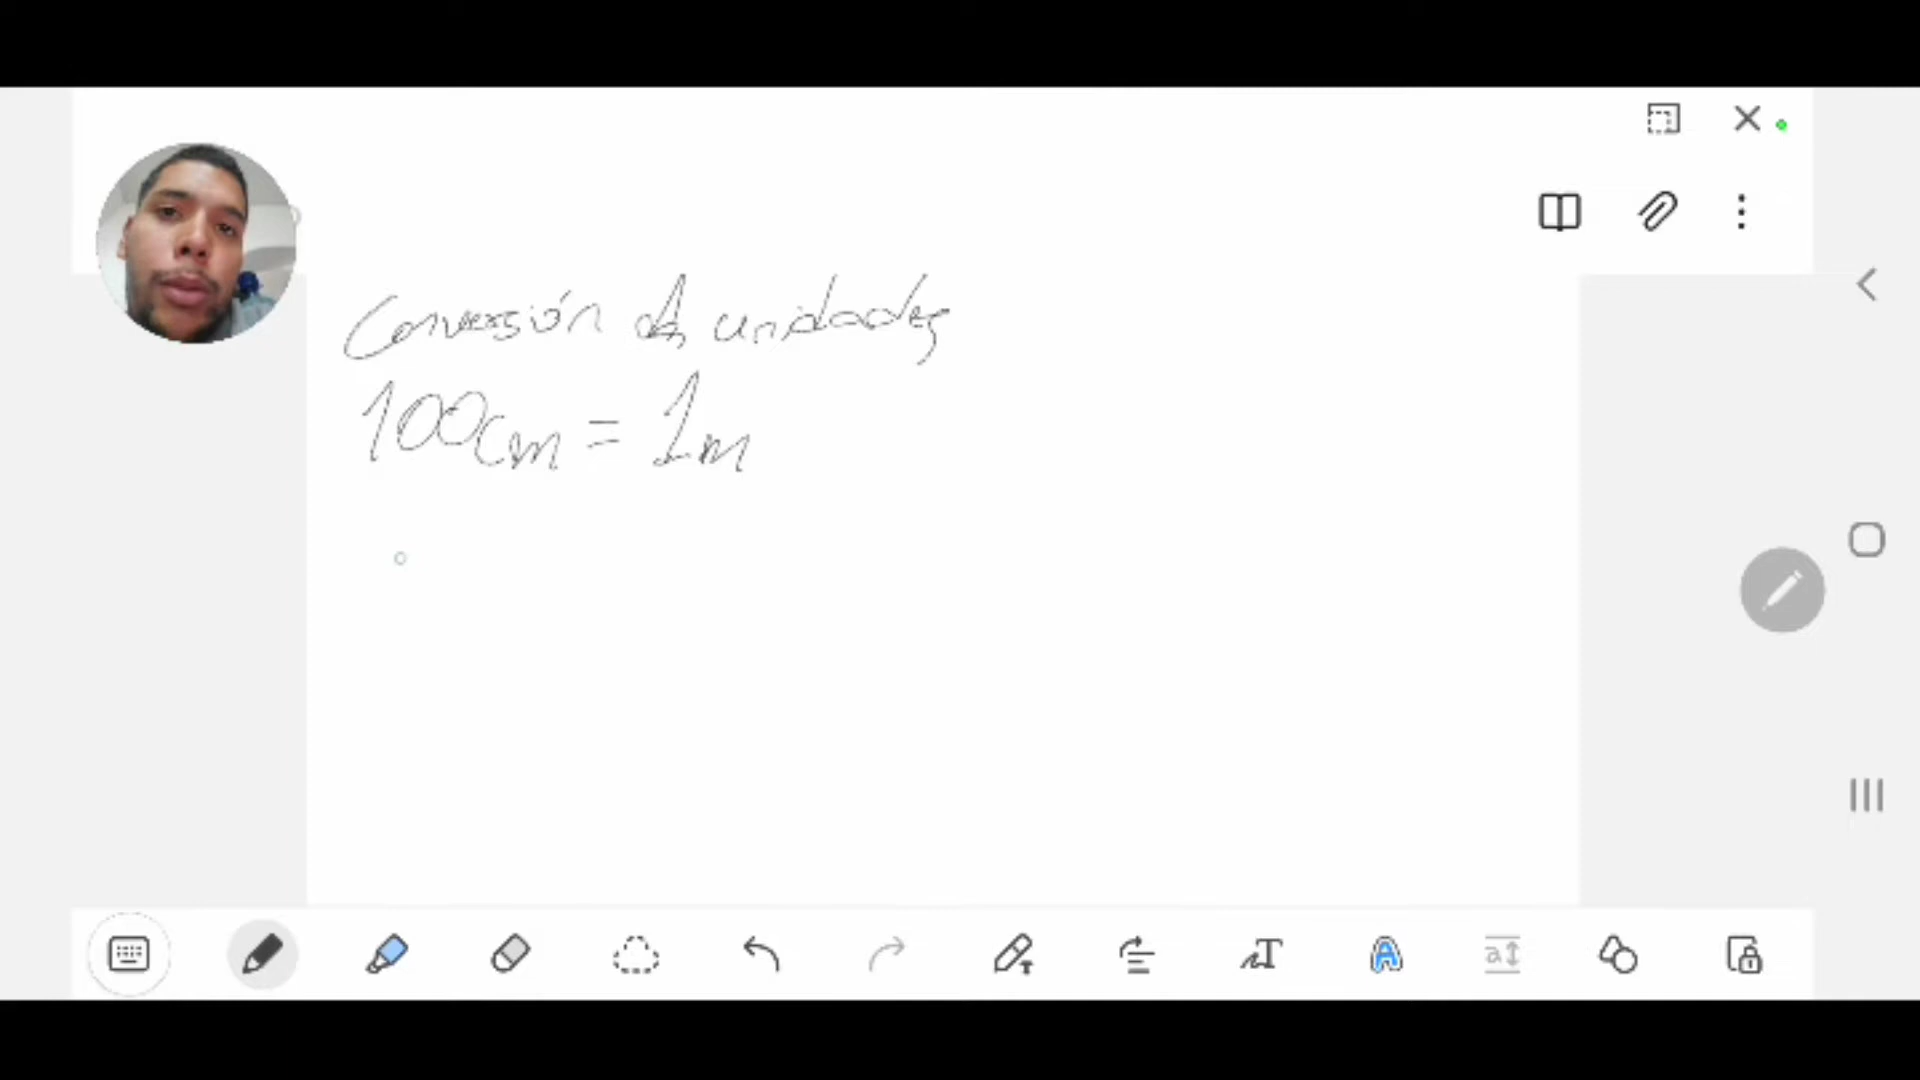 Conversión de unidades
100cm = 1m